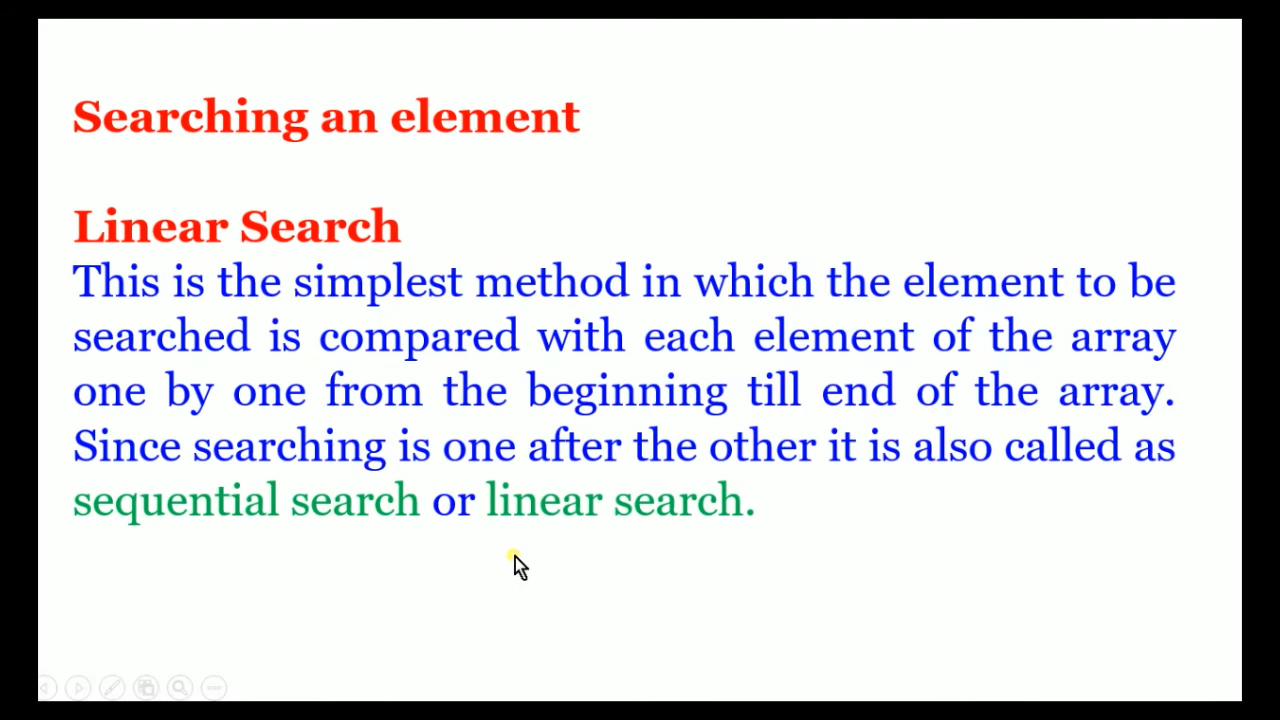 Searching an element
Linear Search
This is the simplest method in which the element to be
searched is compared with each element of the array
one by one from the beginning till end of the array.
Since searching is one after the other it is also called as
sequential search or linear search.